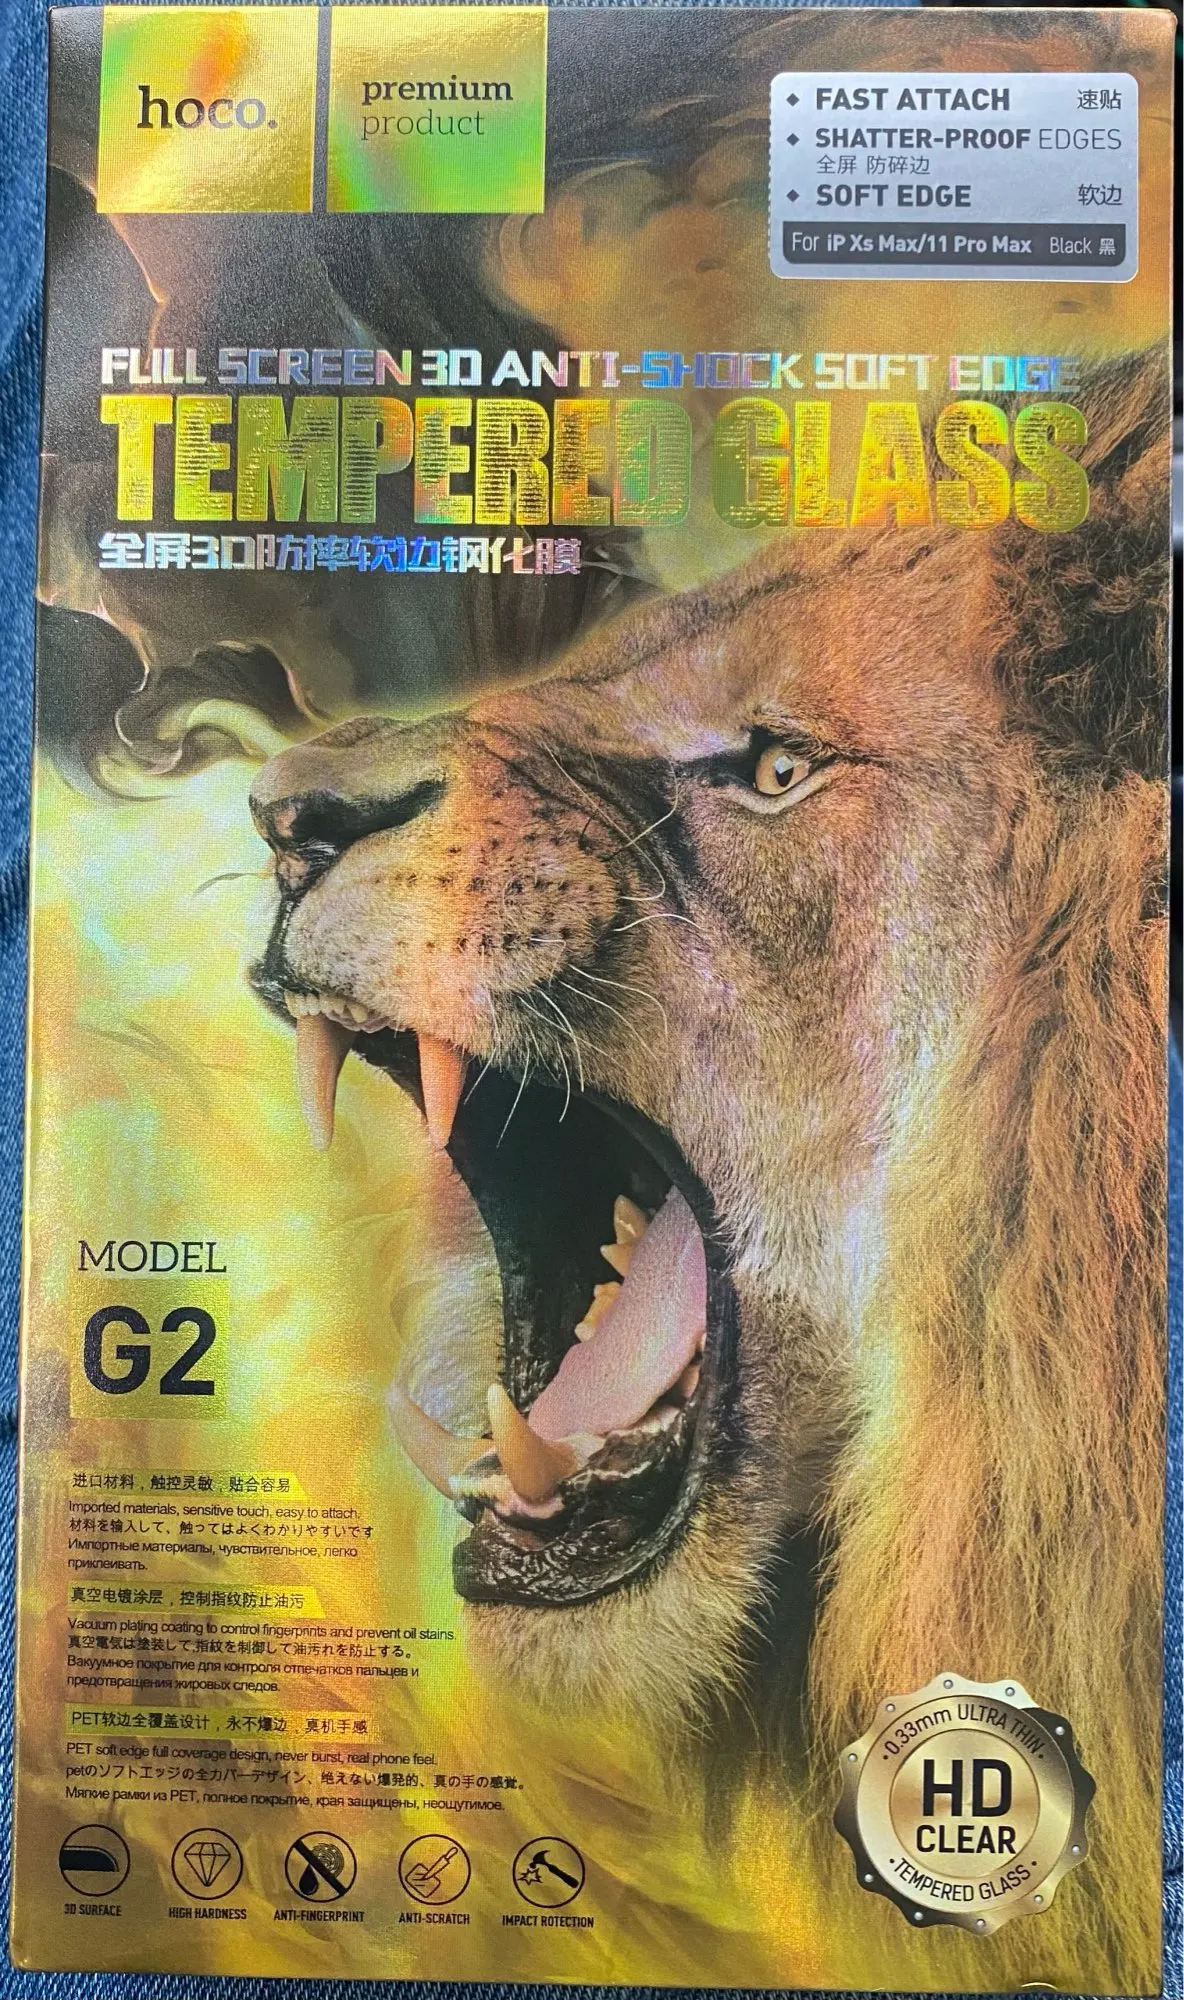 hoco.
premium
product
FAST ATTACH 速贴
SHATTER-PROOF EDGES
全屏 防碎边
SOFT EDGE 软边
For iP Xs Max/11 Pro Max Black 黑
FULL SCREEN 3D ANTI-SHOCK SOFT EDGE
TEMPERED GLASS
全屏3D防摔软边钢化膜
MODEL
G2
进口材料，触控灵敏，贴合容易
Imported materials, sensitive touch, easy to attach.
材料を输入して、触ってはよくわかりやすいです
Импортные материалы, чувствительное, легко
приклеивать.
真空电镀涂层，控制指纹防止油污
Vacuum plating coating to control fingerprints and prevent oil stains.
真空電気は塗装して,指紋を制御して油汚れを防止する。
Вакуумное покрытие для контроля отпечатков пальцев и
предотвращения жировых следов.
PET软边全覆盖设计，永不爆边，真机手感
PET soft edge full coverage design, never burst, real phone feel.
petのソフトエッジの全カバーデザイン、绝えない爆発的、真の手の感覚。
Мягкие рамки из PET, полное покрытие, края защищены, неощутимое.
3D SURFACE
HIGH HARDNESS
ANTI-FINGERPRINT
ANTI-SCRATCH
IMPACT ROTECTION
0.33mm ULTRA THIN
HD
CLEAR
TEMPERED GLASS